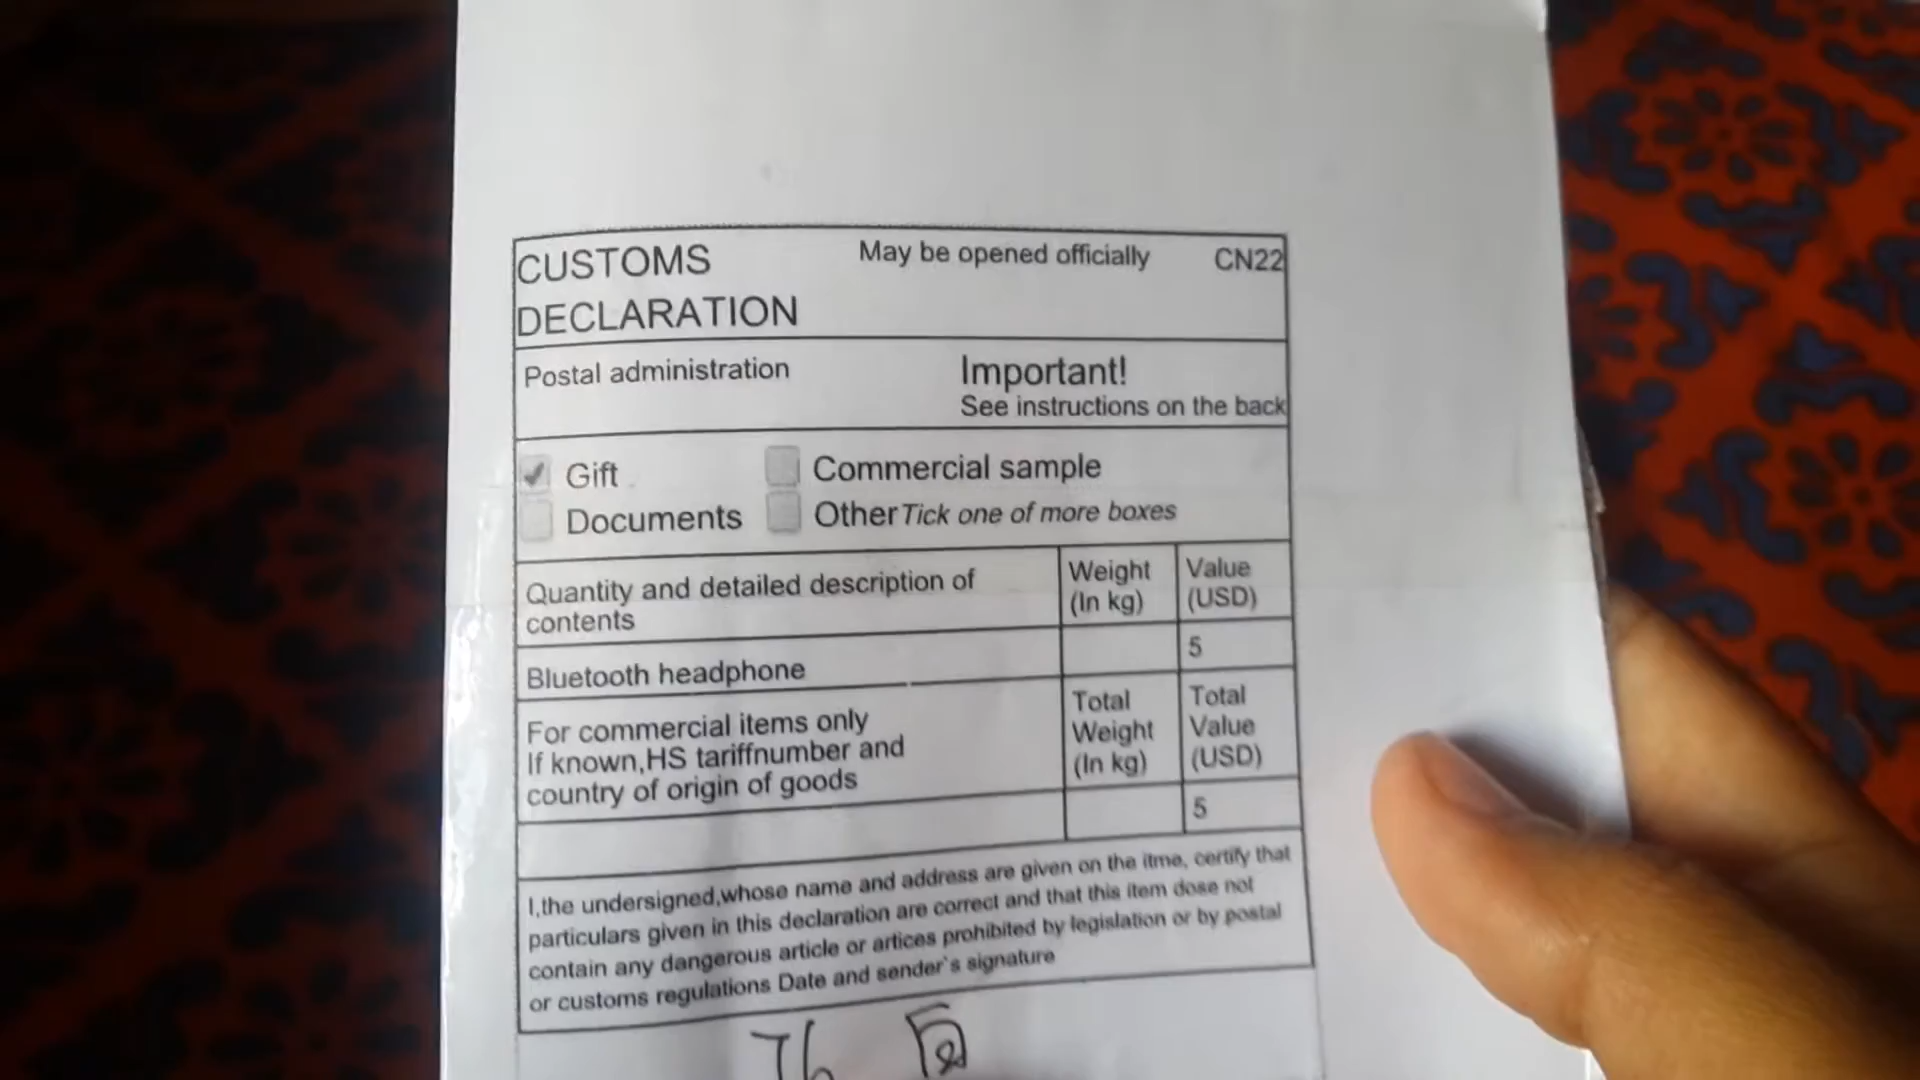 CUSTOMS DECLARATION May be opened officially CN22
Postal administration Important!
See instructions on the back
Gift Commercial sample
Documents Other Tick one of more boxes
Quantity and detailed description of contents
Weight (In kg)
Value (USD)
Bluetooth headphone 5
For commercial items only
If known,HS tariffnumber and
country of origin of goods
Total Weight (In kg)
Total Value (USD)
5
I,the undersigned,whose name and address are given on the itme, certify that
particulars given in this declaration are correct and that this item dose not
contain any dangerous article or artices prohibited by legislation or by postal
or customs regulations Date and sender`s signature